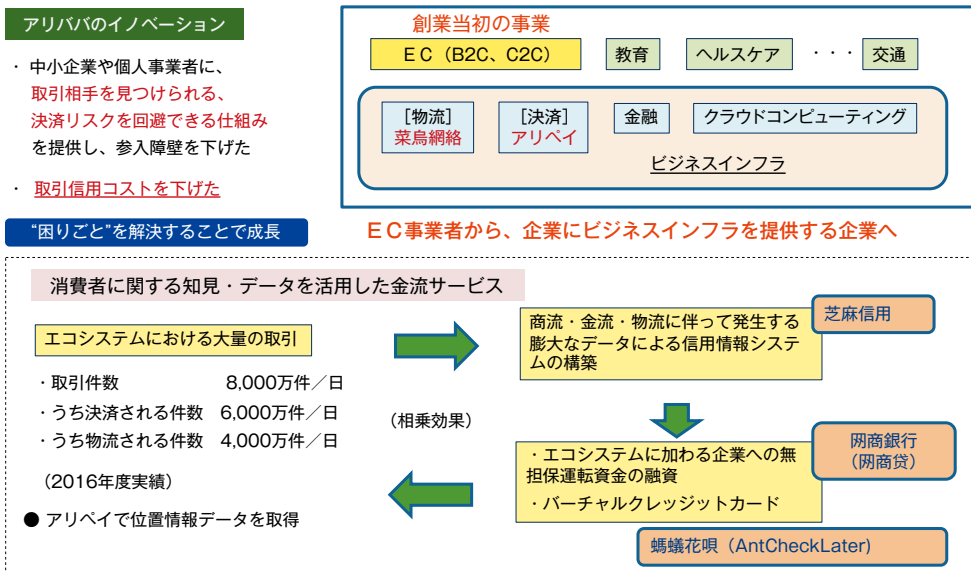 アリババのイノベーション
・ 中小企業や個人事業者に、
取引相手を見つけられる、
決済リスクを回避できる仕組み
を提供し、参入障壁を下げた
・ 取引信用コストを下げた
“困りごと”を解決することで成長
創業当初の事業
ＥＣ（B2C、C2C）
教育
ヘルスケア
・・・
交通
［物流］
菜鳥網絡
［決済］
アリペイ
金融
クラウドコンピューティング
ビジネスインフラ
ＥＣ事業者から、企業にビジネスインフラを提供する企業へ
消費者に関する知見・データを活用した金流サービス
エコシステムにおける大量の取引
・取引件数 8,000万件／日
・うち決済される件数 6,000万件／日
・うち物流される件数 4,000万件／日
（2016年度実績）
● アリペイで位置情報データを取得
（相乗効果）
芝麻信用
商流・金流・物流に伴って発生する
膨大なデータによる信用情報システ
ムの構築
网商銀行
（网商贷）
・エコシステムに加わる企業への無
担保運転資金の融資
・バーチャルクレッジットカード
螞蟻花唄（AntCheckLater)